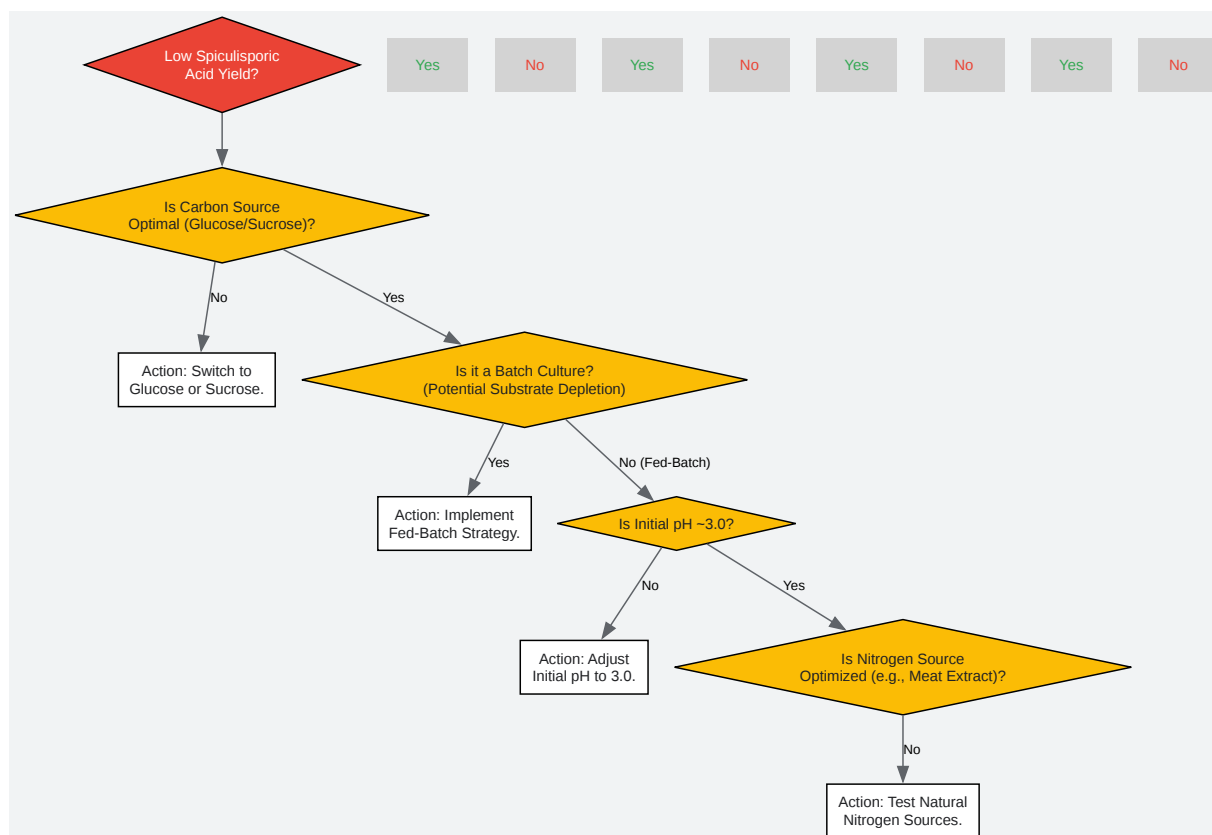 Low Spiculisporic
Acid Yield?
Yes
No
Yes
No
Yes
No
Yes
No
Is Carbon Source
Optimal (Glucose/Sucrose)?
No
Yes
Action: Switch to
Glucose or Sucrose.
Is it a Batch Culture?
(Potential Substrate Depletion)
Yes
No (Fed-Batch)
Action: Implement
Fed-Batch Strategy.
Is Initial pH ~3.0?
No
Yes
Action: Adjust
Initial pH to 3.0.
Is Nitrogen Source
Optimized (e.g., Meat Extract)?
No
Action: Test Natural
Nitrogen Sources.